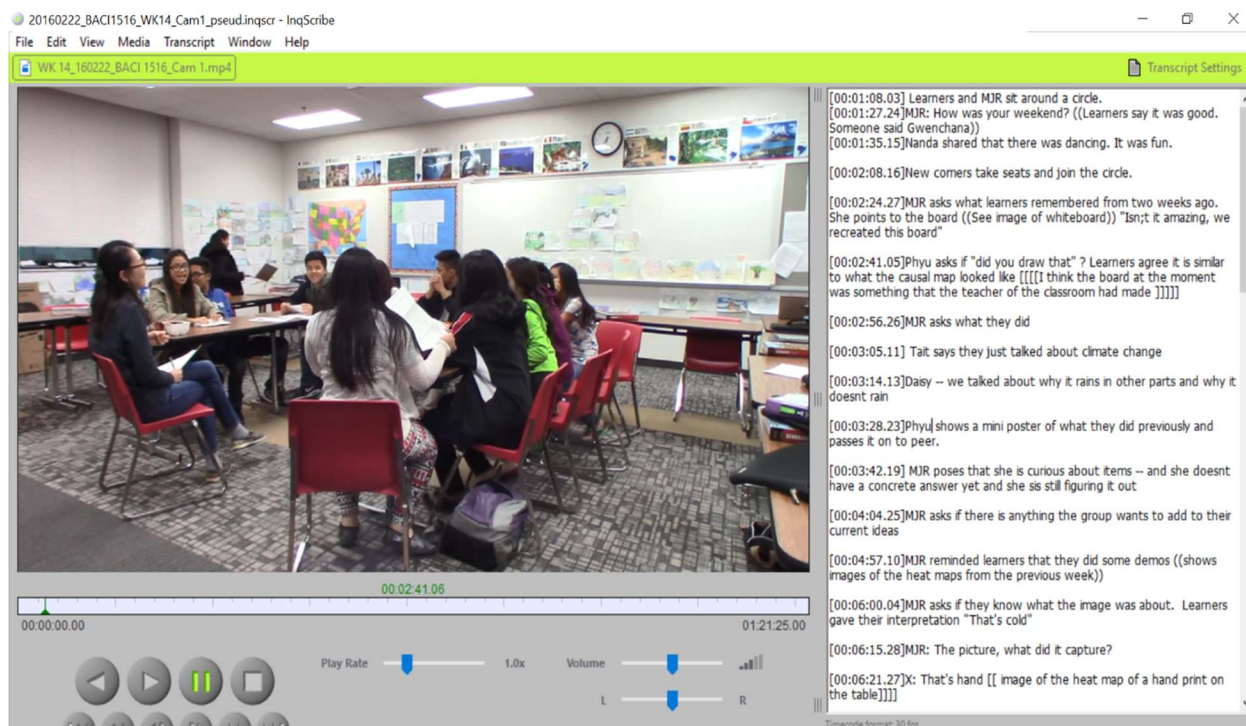 20160222_BACI1516_WK14_Cam1_pseud.inqscr - InqScribe
File Edit View Media Transcript Window Help
WK 14_160222_BACI 1516_Cam 1.mp4
Transcript Settings
[00:01:08.03] Learners and MJR sit around a circle.
[00:01:27.24]MJR: How was your weekend? ((Learners say it was good.
Someone said Gwenchana))
[00:01:35.15]Nanda shared that there was dancing. It was fun.
[00:02:08.16]New comers take seats and join the circle.
[00:02:24.27]MJR asks what learners remembered from two weeks ago.
She points to the board ((See image of whiteboard)) "Isn;t it amazing, we
recreated this board"
[00:02:41.05]Phyu asks if "did you draw that" ? Learners agree it is similar
to what the causal map looked like [[[[I think the board at the moment
was something that the teacher of the classroom had made ]]]]]
[00:02:56.26]MJR asks what they did
[00:03:05.11] Tait says they just talked about climate change
[00:03:14.13]Daisy -- we talked about why it rains in other parts and why it
doesnt rain
[00:03:28.23]Phyu shows a mini poster of what they did previously and
passes it on to peer.
[00:03:42.19] MJR poses that she is curious about items -- and she doesnt
have a concrete answer yet and she sis still figuring it out
[00:04:04.25]MJR asks if there is anything the group wants to add to their
current ideas
[00:04:57.10]MJR reminded learners that they did some demos ((shows
images of the heat maps from the previous week))
[00:06:00.04]MJR asks if they know what the image was about. Learners
gave their interpretation "That's cold"
[00:06:15.28]MJR: The picture, what did it capture?
[00:06:21.27]X: That's hand [[ image of the heat map of a hand print on
the table]]]]
00:02:41.06
00:00:00.00
01:21:25.00
Play Rate 1.0x Volume
L R
Timecode format: 30 fps